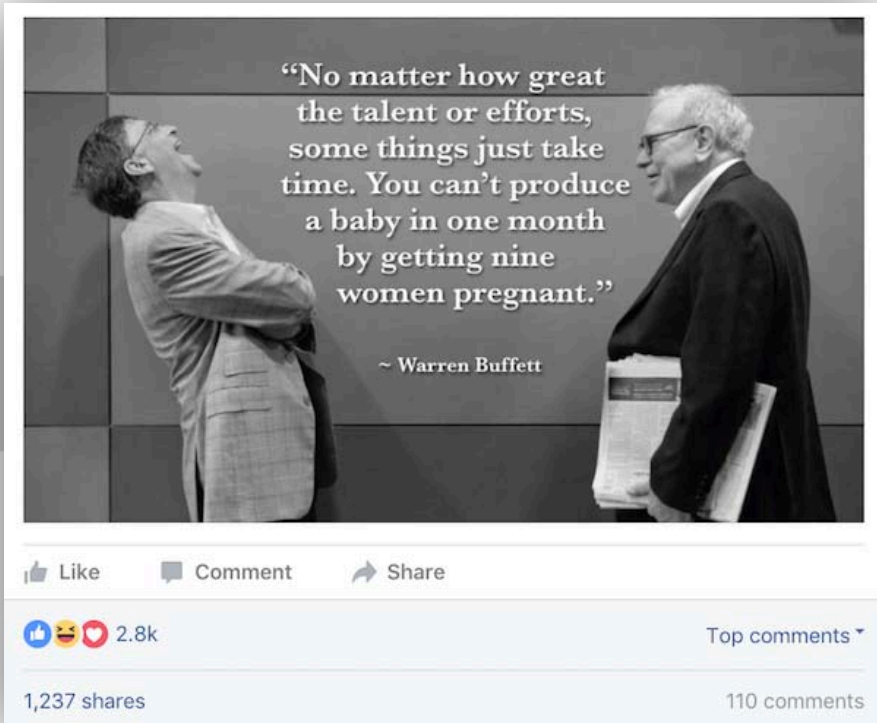 “No matter how great
the talent or efforts,
some things just take
time. You can’t produce
a baby in one month
by getting nine
women pregnant.”
~ Warren Buffett
Like Comment Share
2.8k Top comments
1,237 shares 110 comments